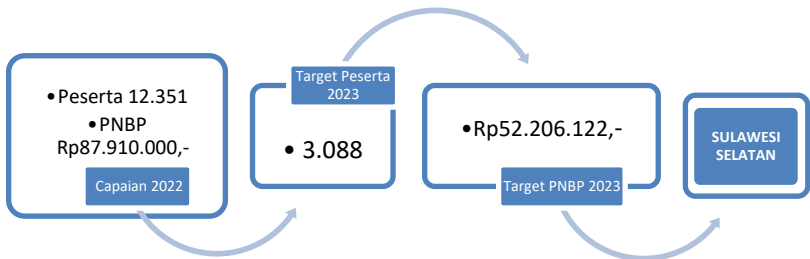 •Peserta 12.351
•PNBP
Rp87.910.000,-
Capaian 2022
Target Peserta
2023
• 3.088
•Rp52.206.122,-
Target PNBP 2023
SULAWESI
SELATAN